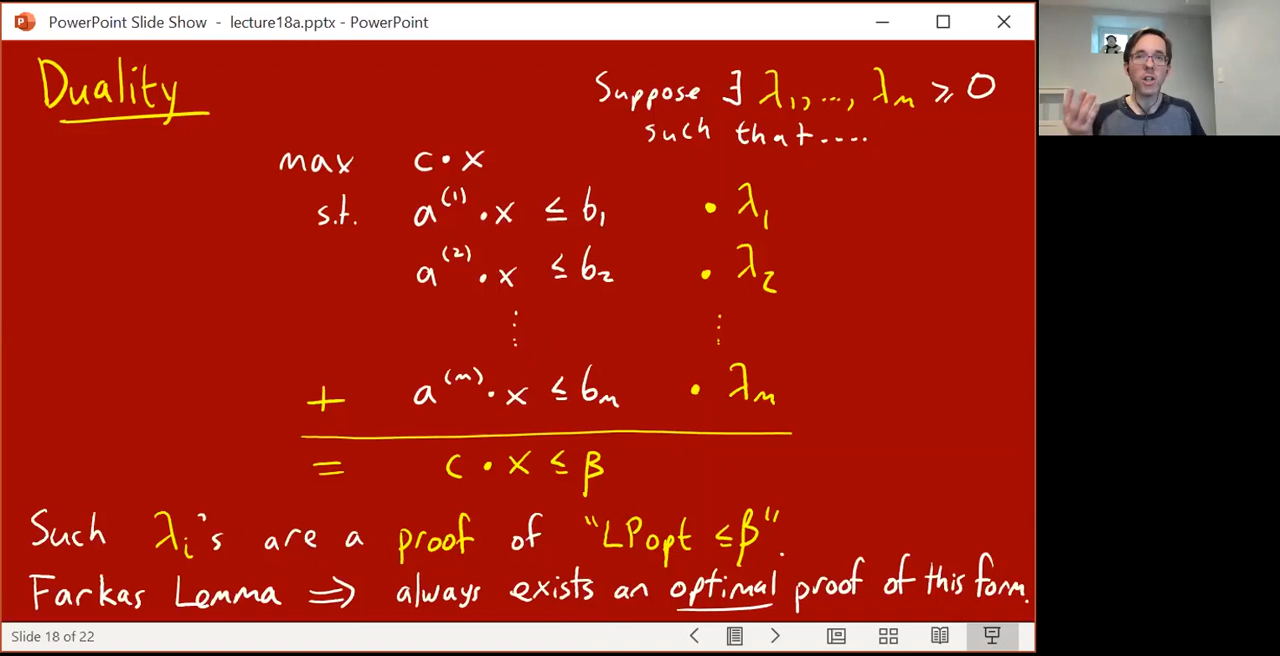 PowerPoint Slide Show - lecture18a.pptx - PowerPoint
Duality
Suppose ∃ λ₁,..., λₘ ≥ 0
such that....
max c · x
s.t. a⁽¹⁾ · x ≤ b₁ · λ₁
a⁽²⁾ · x ≤ b₂ · λ₂
⋮ ⋮
+ a⁽ᵐ⁾ · x ≤ bₘ · λₘ
= c · x ≤ β
Such λᵢ's are a proof of "LPopt ≤ β".
Farkas Lemma ⇒ always exists an optimal proof of this form.
Slide 18 of 22